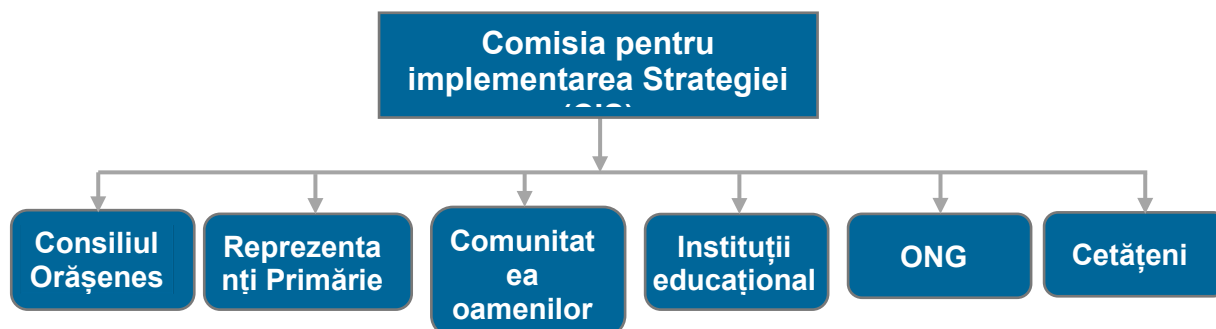 Comisia pentru
implementarea Strategiei
Consiliul
Orășenes
Reprezenta
nți Primărie
Comunitat
ea
oamenilor
Instituții
educațional
ONG
Cetățeni